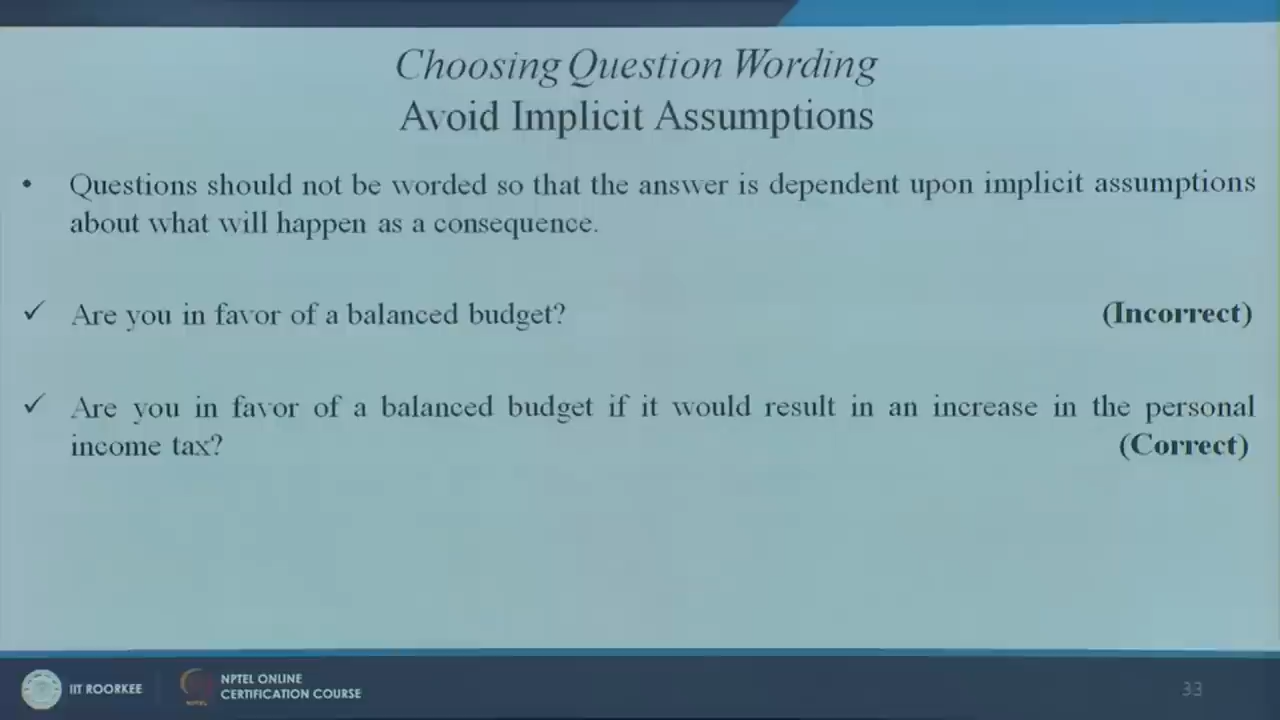 Choosing Question Wording
Avoid Implicit Assumptions
• Questions should not be worded so that the answer is dependent upon implicit assumptions
about what will happen as a consequence.
✓ Are you in favor of a balanced budget? (Incorrect)
✓ Are you in favor of a balanced budget if it would result in an increase in the personal
income tax? (Correct)
IIT ROORKEE
NPTEL ONLINE
CERTIFICATION COURSE
NPTEL
33